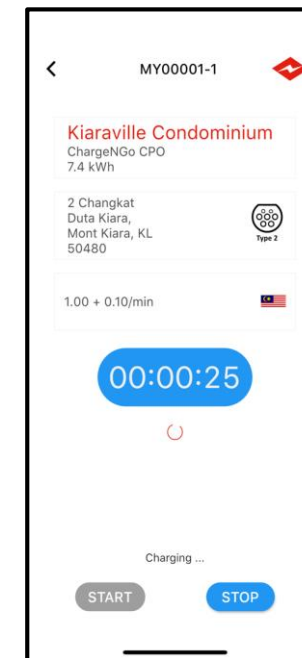 MY00001-1
Kiaraville Condominium
ChargeNGo CPO
7.4 kWh
2 Changkat
Duta Kiara,
Mont Kiara, KL
50480
Type 2
1.00 + 0.10/min
00:00:25
Charging ...
START
STOP